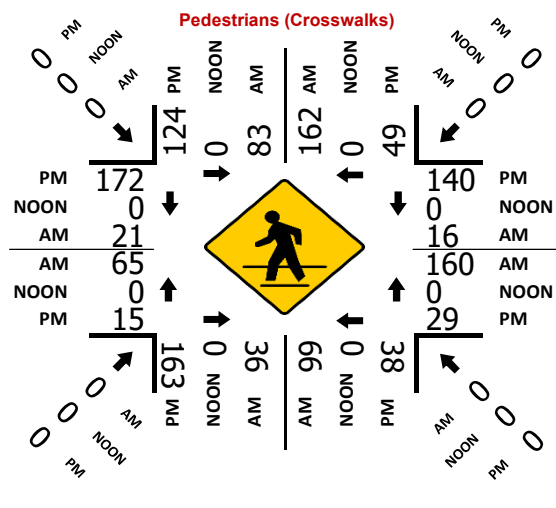 Pedestrians (Crosswalks)
PM
NOON
AM
0
0
0
PM
NOON
AM
AM
NOON
PM
124
0
83
162
0
49
PM
NOON
AM
0
0
0
PM 172
NOON 0
AM 21
AM 65
NOON 0
PM 15
140 PM
0 NOON
16 AM
160 AM
0 NOON
29 PM
163
0
36
66
0
38
PM
NOON
AM
AM
NOON
PM
0
0
0
AM
NOON
PM
0
0
0
AM
NOON
PM